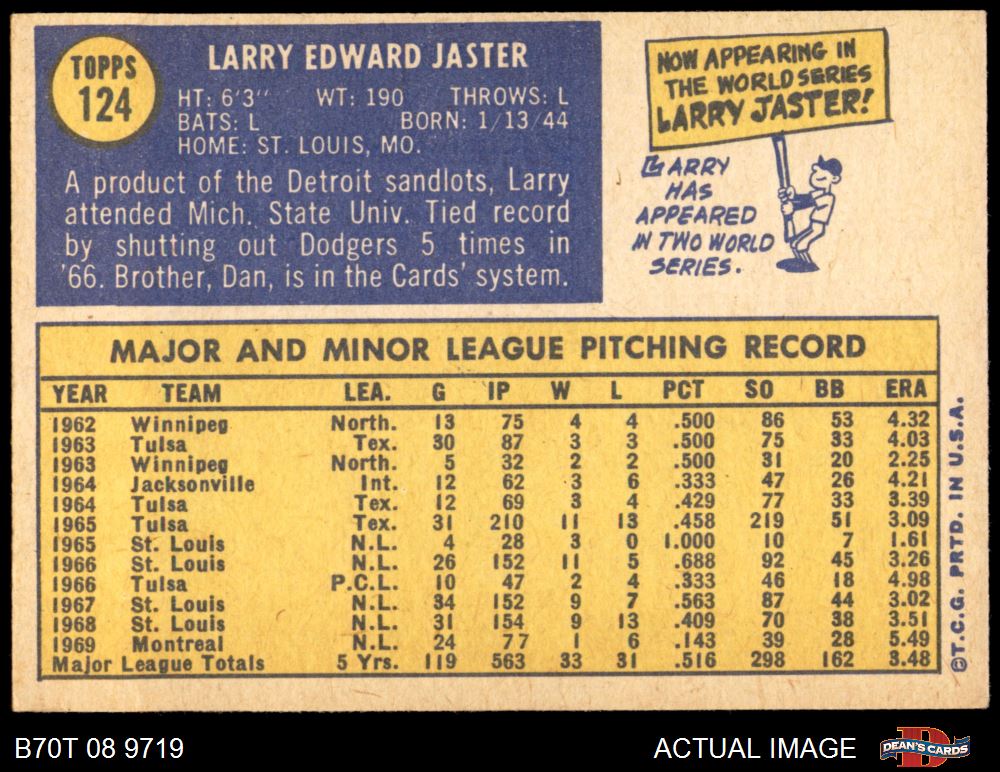 TOPPS
124
LARRY EDWARD JASTER
HT: 6'3" WT: 190 THROWS: L
BATS: L BORN: 1/13/44
HOME: ST. LOUIS, MO.
A product of the Detroit sandlots, Larry
attended Mich. State Univ. Tied record
by shutting out Dodgers 5 times in
'66. Brother, Dan, is in the Cards' system.
NOW APPEARING IN
THE WORLD SERIES
LARRY JASTER!
LARRY
HAS
APPEARED
IN TWO WORLD
SERIES.
MAJOR AND MINOR LEAGUE PITCHING RECORD
YEAR TEAM LEA. G IP W L PCT SO BB ERA
1962 Winnipeg North. 13 75 4 4 .500 86 53 4.32
1963 Tulsa Tex. 30 87 3 3 .500 75 33 4.03
1963 Winnipeg North. 5 32 2 2 .500 31 20 2.25
1964 Jacksonville Int. 12 62 3 6 .333 47 26 4.21
1964 Tulsa Tex. 12 69 3 4 .429 77 33 3.39
1965 Tulsa Tex. 31 210 11 13 .458 219 51 3.09
1965 St. Louis N.L. 4 28 3 0 1.000 10 7 1.61
1966 St. Louis N.L. 26 152 11 5 .688 92 45 3.26
1966 Tulsa P.C.L. 10 47 2 4 .333 46 18 4.98
1967 St. Louis N.L. 34 152 9 7 .563 87 44 3.02
1968 St. Louis N.L. 31 154 9 13 .409 70 38 3.51
1969 Montreal N.L. 24 77 1 6 .143 39 28 5.49
Major League Totals 5 Yrs. 119 563 33 31 .516 298 162 3.48
©T.C.G. PRTD. IN U.S.A.
B70T 08 9719 ACTUAL IMAGE
DEAN'S CARDS